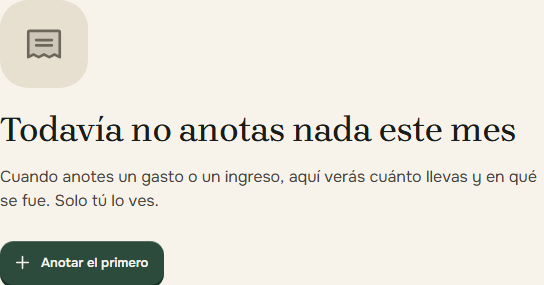 Todavía no anotas nada este mes
Cuando anotes un gasto o un ingreso, aquí verás cuánto llevas y en qué
se fue. Solo tú lo ves.
Anotar el primero